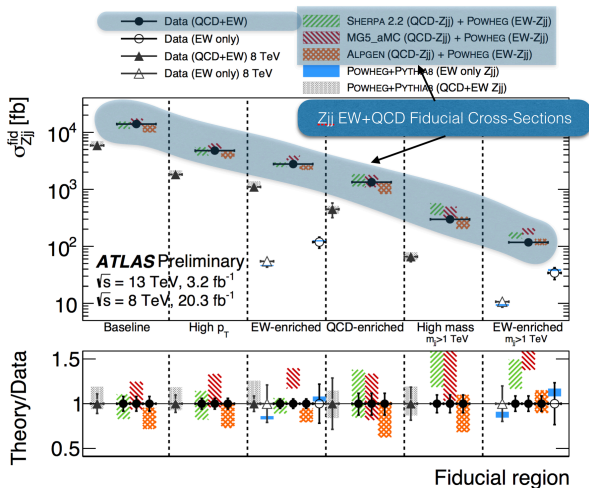 Data (QCD+EW)
Data (EW only)
Data (QCD+EW) 8 TeV
Data (EW only) 8 TeV
SHERPA 2.2 (QCD-Zjj) + POWHEG (EW-Zjj)
MG5_aMC (QCD-Zjj) + POWHEG (EW-Zjj)
ALPGEN (QCD-Zjj) + POWHEG (EW-Zjj)
POWHEG+PYTHIA8 (EW only Zjj)
POWHEG+PYTHIA8 (QCD+EW Zjj)
Zjj EW+QCD Fiducial Cross-Sections
σ^fid_Zjj [fb]
10^4
10^3
10^2
10
ATLAS Preliminary
√s = 13 TeV, 3.2 fb^-1
√s = 8 TeV, 20.3 fb^-1
Baseline
High p_T
EW-enriched
QCD-enriched
High mass
m_jj>1 TeV
EW-enriched
m_jj>1 TeV
Theory/Data
1.5
1
0.5
Fiducial region